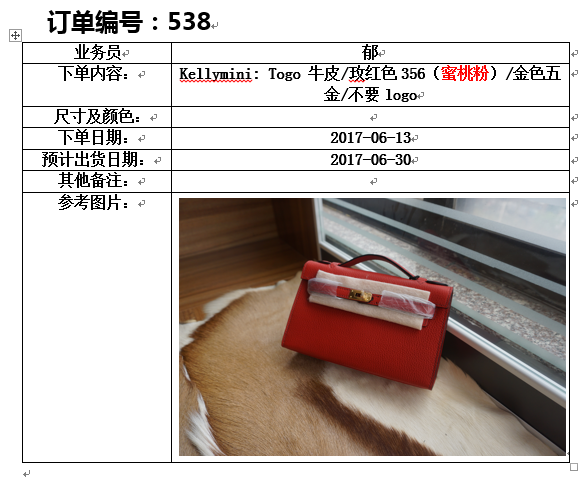 订单编号：538
业务员 郁
下单内容： Kellymini: Togo 牛皮/玫红色 356（蜜桃粉）/金色五
金/不要 logo
尺寸及颜色：
下单日期： 2017-06-13
预计出货日期： 2017-06-30
其他备注：
参考图片：